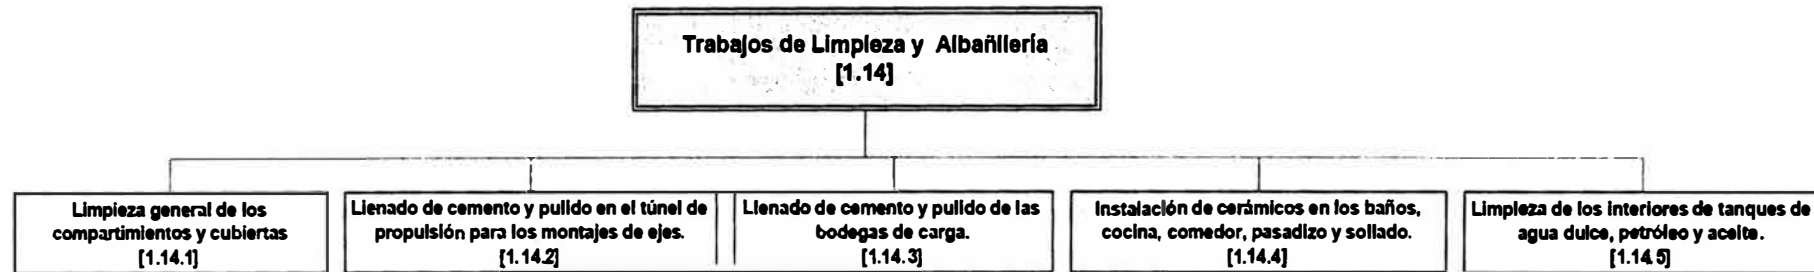 Trabajos de Limpieza y Albañilería
[1.14]
Limpieza general de los
compartimientos y cubiertas
[1.14.1]
Llenado de cemento y pulido en el túnel de
propulsión para los montajes de ejes.
[1.14.2]
Llenado de cemento y pulido de las
bodegas de carga.
[1.14.3]
Instalación de cerámicos en los baños,
cocina, comedor, pasadizo y sollado.
[1.14.4]
Limpieza de los interiores de tanques de
agua dulce, petróleo y aceite.
[1.14.5]